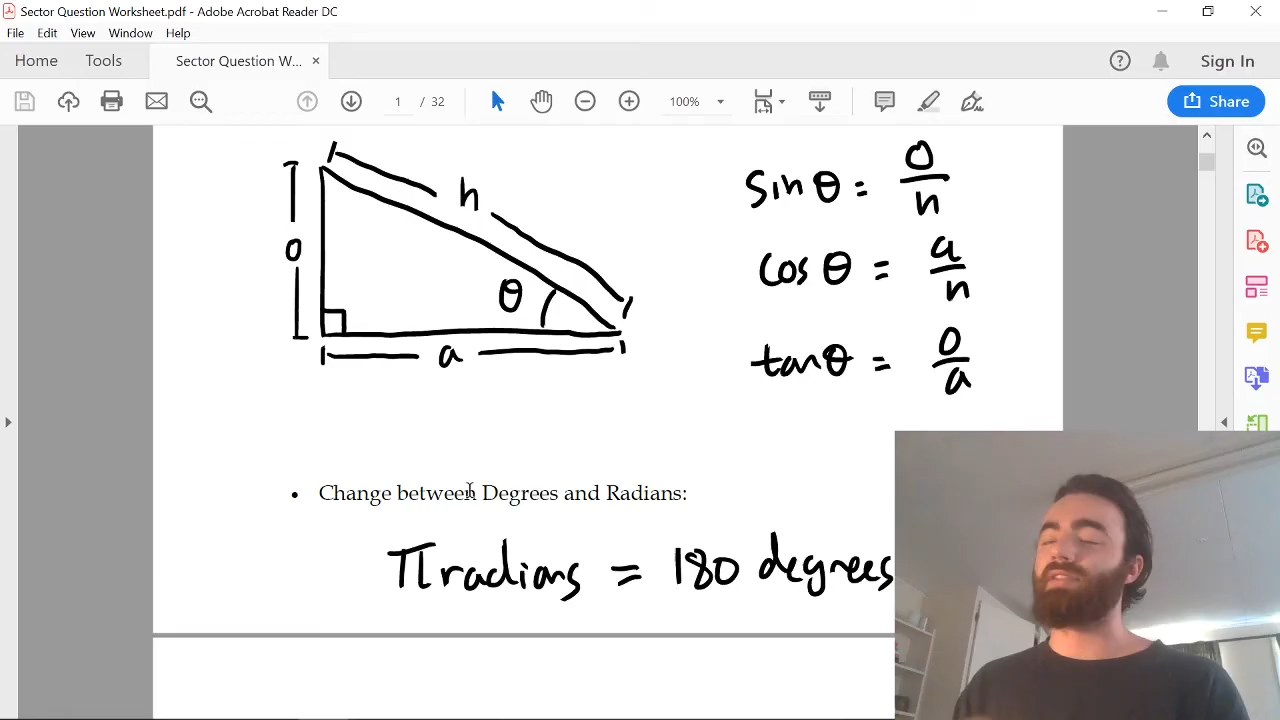 Sector Question Worksheet.pdf - Adobe Acrobat Reader DC
File Edit View Window Help
Home Tools Sector Question W... × Sign In
1 / 32 100% Share
h
o
θ
a
sin θ = o/h
cos θ = a/h
tan θ = o/a
• Change between Degrees and Radians:
π radians = 180 degrees